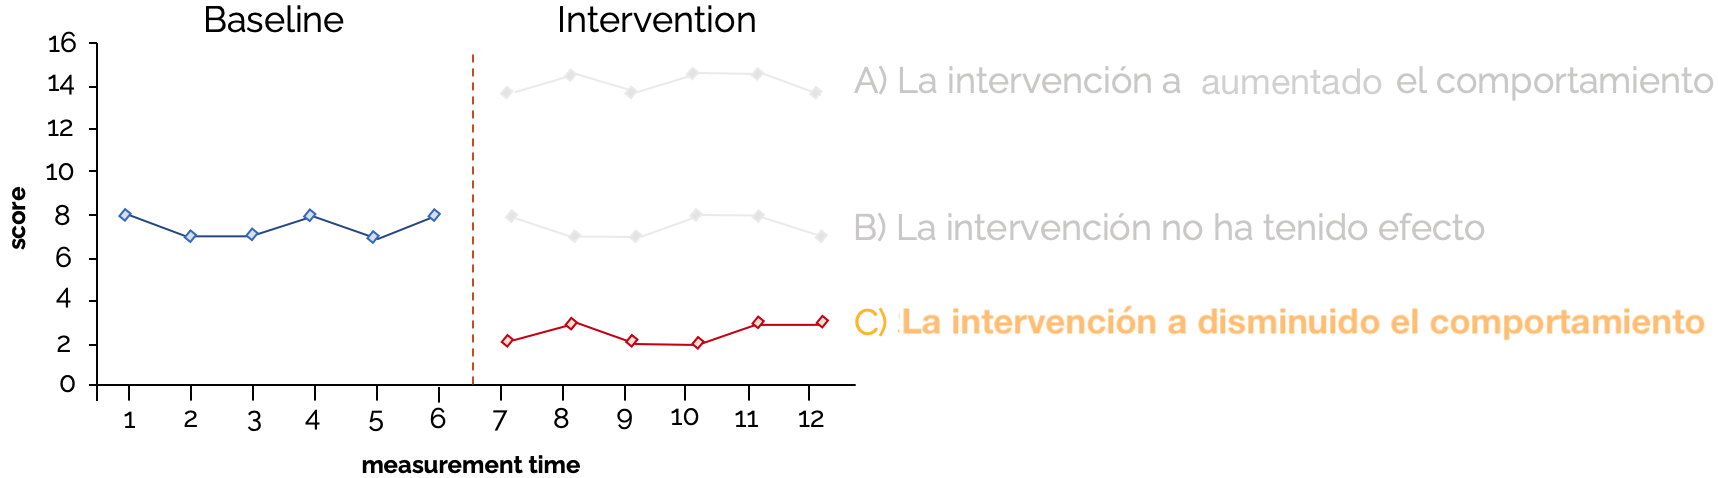 Baseline
Intervention
16
14
12
10
8
6
4
2
0
score
1 2 3 4 5 6 7 8 9 10 11 12
measurement time
A) La intervención a aumentado el comportamiento
B) La intervención no ha tenido efecto
C) La intervención a disminuido el comportamiento